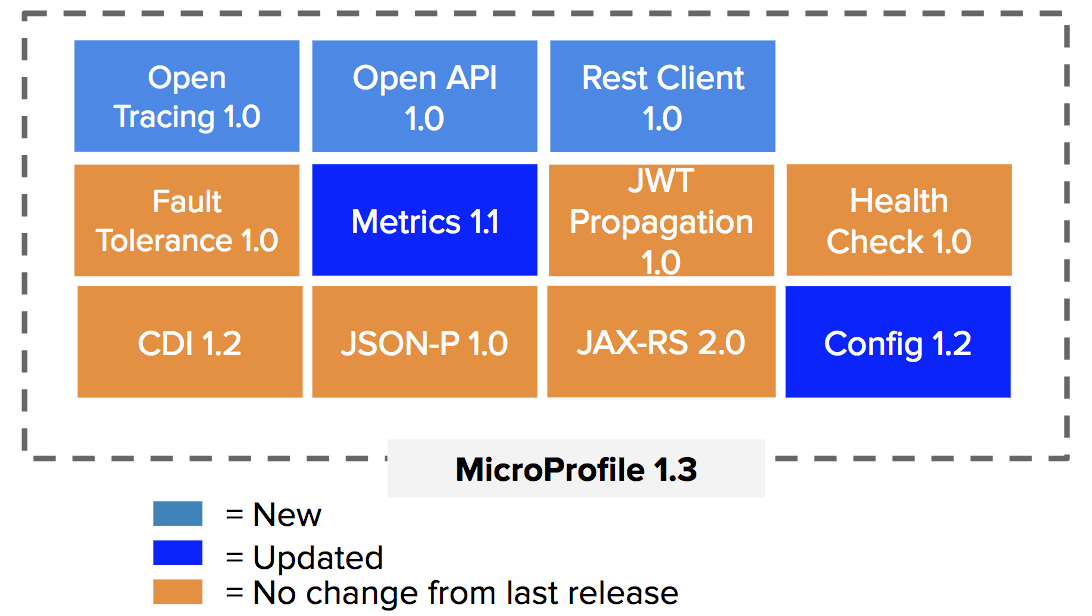 Open
Tracing 1.0
Open API
1.0
Rest Client
1.0
Fault
Tolerance 1.0
Metrics 1.1
JWT
Propagation
1.0
Health
Check 1.0
CDI 1.2
JSON-P 1.0
JAX-RS 2.0
Config 1.2
MicroProfile 1.3
= New
= Updated
= No change from last release